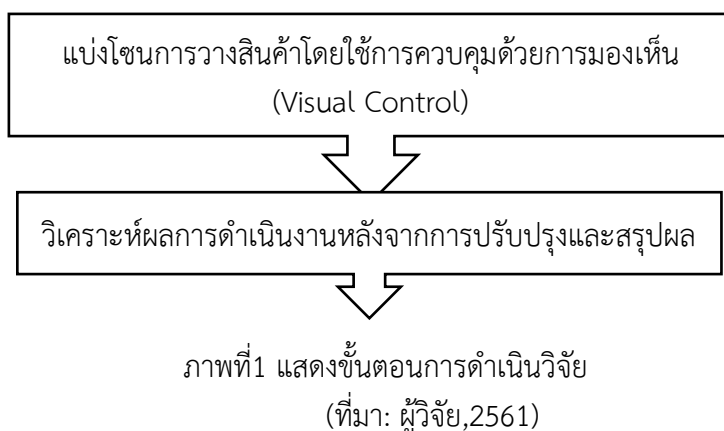 แบ่งโซนการวางสินค้าโดยใช้การควบคุมด้วยการมองเห็น
(Visual Control)
วิเคราะห์ผลการดำเนินงานหลังจากการปรับปรุงและสรุปผล
ภาพที่1 แสดงขั้นตอนการดำเนินวิจัย
(ที่มา: ผู้วิจัย,2561)